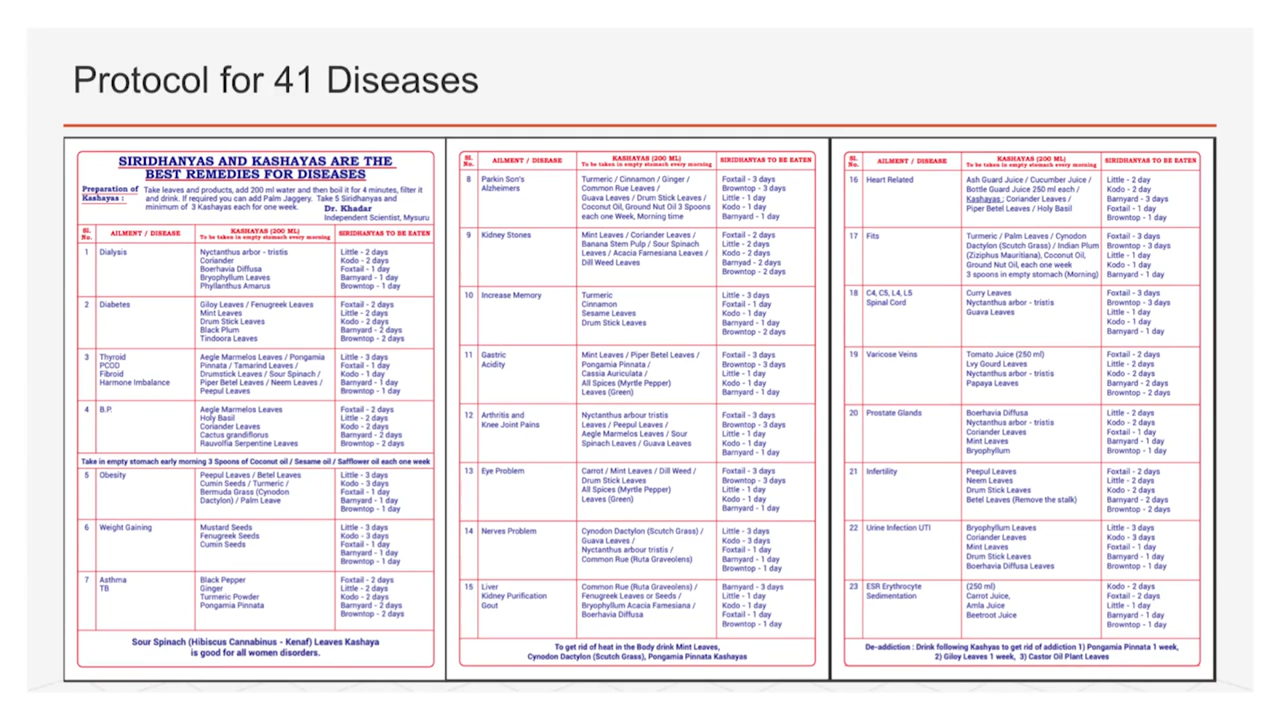 Protocol for 41 Diseases
SIRIDHANYAS AND KASHAYAS ARE THE
BEST REMEDIES FOR DISEASES
Preparation of Kashayas :
Take leaves and products, add 200 ml water and then boil it for 4 minutes, filter it
and drink. If required you can add Palm Jaggery. Take 5 Siridhanyas and
minimum of 3 Kashayas each for one week.
Dr. Khadar
Independent Scientist, Mysuru
Sl. No. AILMENT / DISEASE KASHAYAS (200 ML) To be taken in empty stomach every morning SIRIDHANYAS TO BE EATEN
1 Dialysis Nyctanthus arbor - tristis Little - 2 days
Coriander Kodo - 2 days
Boerhavia Diffusa Foxtail - 1 day
Bryophyllum Leaves Barnyard - 1 day
Phyllanthus Amarus Browntop - 1 day
2 Diabetes Giloy Leaves / Fenugreek Leaves Foxtail - 2 days
Mint Leaves Little - 2 days
Drum Stick Leaves Kodo - 2 days
Black Plum Barnyard - 2 days
Tindoora Leaves Browntop - 2 days
3 Thyroid Aegle Marmelos Leaves / Pongamia Little - 3 days
PCOD Pinnata / Tamarind Leaves / Foxtail - 1 day
Fibroid Drumstick Leaves / Sour Spinach / Kodo - 1 day
Harmone Imbalance Piper Betel Leaves / Neem Leaves / Barnyard - 1 day
Peepul Leaves Browntop - 1 day
4 B.P. Aegle Marmelos Leaves Foxtail - 2 days
Holy Basil Little - 2 days
Coriander Leaves Kodo - 2 days
Cactus grandiflorus Barnyard - 2 days
Rauvolfia Serpentine Leaves Browntop - 2 days
Take in empty stomach early morning 3 Spoons of Coconut oil / Sesame oil / Safflower oil each one week
5 Obesity Peepul Leaves / Betel Leaves Little - 3 days
Cumin Seeds / Turmeric / Kodo - 3 days
Bermuda Grass (Cynodon Foxtail - 1 day
Dactylon) / Palm Leave Barnyard - 1 day
Browntop - 1 day
6 Weight Gaining Mustard Seeds Little - 3 days
Fenugreek Seeds Kodo - 3 days
Cumin Seeds Foxtail - 1 day
Barnyard - 1 day
Browntop - 1 day
7 Asthma Black Pepper Foxtail - 2 days
TB Ginger Little - 2 days
Turmeric Powder Kodo - 2 days
Pongamia Pinnata Barnyard - 2 days
Browntop - 2 days
Sour Spinach (Hibiscus Cannabinus - Kenaf) Leaves Kashaya
is good for all women disorders.
Sl. No. AILMENT / DISEASE KASHAYAS (200 ML) To be taken in empty stomach every morning SIRIDHANYAS TO BE EATEN
8 Parkin Son's Turmeric / Cinnamon / Ginger / Foxtail - 3 days
Alzheimers Common Rue Leaves / Browntop - 3 days
Guava Leaves / Drum Stick Leaves / Little - 1 day
Coconut Oil, Ground Nut Oil 3 Spoons Kodo - 1 day
each one Week, Morning time Barnyard - 1 day
9 Kidney Stones Mint Leaves / Coriander Leaves / Foxtail - 2 days
Banana Stem Pulp / Sour Spinach Little - 2 days
Leaves / Acacia Farnesiana Leaves / Kodo - 2 days
Dill Weed Leaves Barnyad - 2 days
Browntop - 2 days
10 Increase Memory Turmeric Little - 3 days
Cinnamon Foxtail - 1 day
Sesame Leaves Kodo - 1 day
Drum Stick Leaves Barnyard - 1 day
Browntop - 2 days
11 Gastric Mint Leaves / Piper Betel Leaves / Foxtail - 3 days
Acidity Pongamia Pinnata / Browntop - 3 days
Cassia Auriculata / Little - 1 day
All Spices (Myrtle Pepper) Kodo - 1 day
Leaves (Green) Barnyard - 1 day
12 Arthritis and Nyctanthus arbour tristis Foxtail - 3 days
Knee Joint Pains Leaves / Peepul Leaves / Browntop - 3 days
Aegle Marmelos Leaves / Sour Little - 1 day
Spinach Leaves / Guava Leaves Kodo - 1 day
Barnyard - 1 day
13 Eye Problem Carrot / Mint Leaves / Dill Weed / Foxtail - 3 days
Drum Stick Leaves Browntop - 3 days
All Spices (Myrtle Pepper) Little - 1 day
Leaves (Green) Kodo - 1 day
Barnyard - 1 day
14 Nerves Problem Cynodon Dactylon (Scutch Grass) / Little - 3 days
Guava Leaves / Kodo - 3 days
Nyctanthus arbour tristis / Foxtail - 1 day
Common Rue (Ruta Graveolens) Barnyard - 1 day
Browntop - 1 day
15 Liver Common Rue (Ruta Graveolens) / Barnyard - 3 days
Kidney Purification Fenugreek Leaves or Seeds / Little - 1 day
Gout Bryophyllum Acacia Famesiana / Kodo - 1 day
Boerhavia Diffusa Foxtail - 1 day
Browntop - 1 day
To get rid of heat in the Body drink Mint Leaves,
Cynodon Dactylon (Scutch Grass), Pongamia Pinnata Kashayas
Sl. No. AILMENT / DISEASE KASHAYAS (200 ML) To be taken in empty stomach every morning SIRIDHANYAS TO BE EATEN
16 Heart Related Ash Guard Juice / Cucumber Juice / Little - 2 day
Bottle Guard Juice 250 ml each / Kodo - 2 day
Kashayas : Coriander Leaves / Barnyard - 3 days
Piper Betel Leaves / Holy Basil Foxtail - 1 day
Browntop - 1 day
17 Fits Turmeric / Palm Leaves / Cynodon Foxtail - 3 days
Dactylon (Scutch Grass) / Indian Plum Browntop - 3 days
(Ziziphus Mauritiana), Coconut Oil, Little - 1 day
Ground Nut Oil, each one week Kodo - 1 day
3 spoons in empty stomach (Morning) Barnyard - 1 day
18 C4, C5, L4, L5 Curry Leaves Foxtail - 3 days
Spinal Cord Nyctanthus arbor - tristis Browntop - 3 days
Guava Leaves Little - 1 day
Kodo - 1 day
Barnyard - 1 day
19 Varicose Veins Tomato Juice (250 ml) Foxtail - 2 days
Lvy Gourd Leaves Little - 2 days
Nyctanthus arbor - tristis Kodo - 2 days
Papaya Leaves Barnyard - 2 days
Browntop - 2 days
20 Prostate Glands Boerhavia Diffusa Little - 2 days
Nyctanthus arbor - tristis Kodo - 2 days
Coriander Leaves Foxtail - 1 day
Mint Leaves Barnyard - 1 day
Bryophyllum Browntop - 1 day
21 Infertility Peepul Leaves Foxtail - 2 days
Neem Leaves Little - 2 days
Drum Stick Leaves Kodo - 2 days
Betel Leaves (Remove the stalk) Barnyard - 2 days
Browntop - 2 days
22 Urine Infection UTI Bryophyllum Leaves Little - 3 days
Coriander Leaves Kodo - 3 days
Mint Leaves Foxtail - 1 day
Drum Stick Leaves Barnyard - 1 day
Boerhavia Diffusa Leaves Browntop - 1 day
23 ESR Erythrocyte (250 ml) Kodo - 2 days
Sedimentation Carrot Juice, Foxtail - 2 days
Amla Juice Little - 1 day
Beetroot Juice Barnyard - 1 day
Browntop - 1 day
De-addiction : Drink following Kashyas to get rid of addiction 1) Pongamia Pinnata 1 week,
2) Giloy Leaves 1 week, 3) Castor Oil Plant Leaves